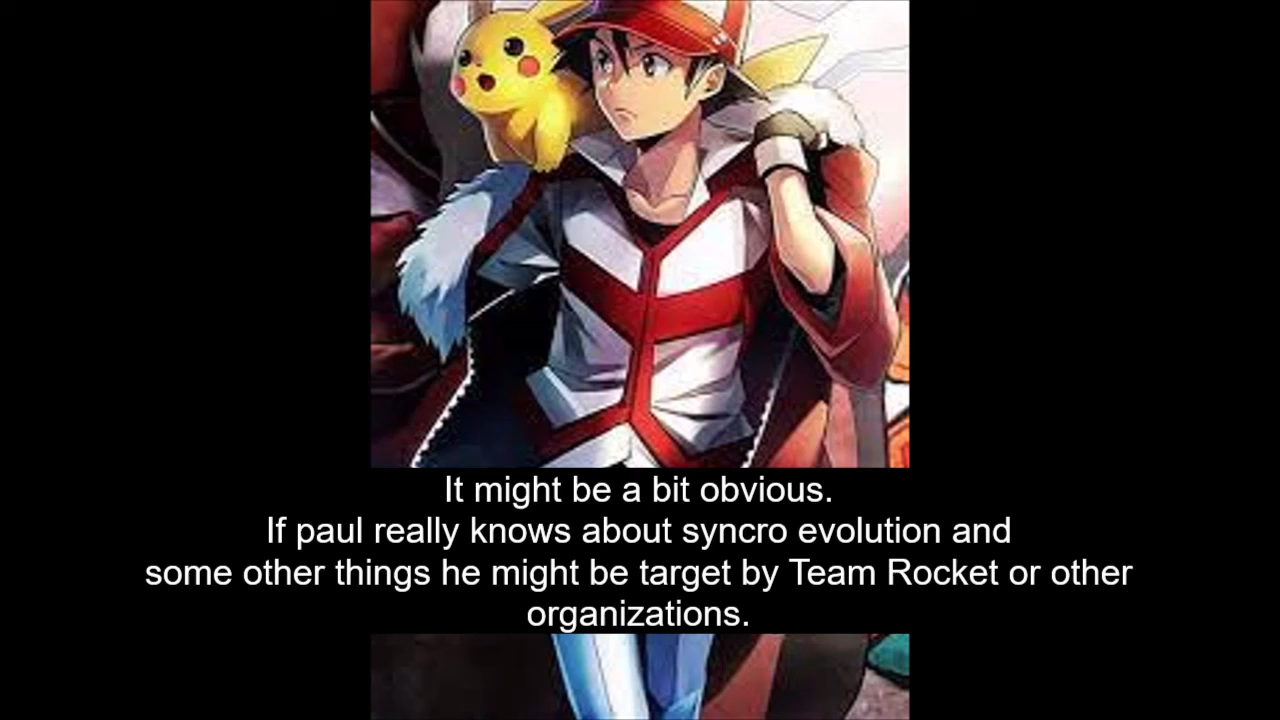 It might be a bit obvious.
If paul really knows about syncro evolution and
some other things he might be target by Team Rocket or other
organizations.